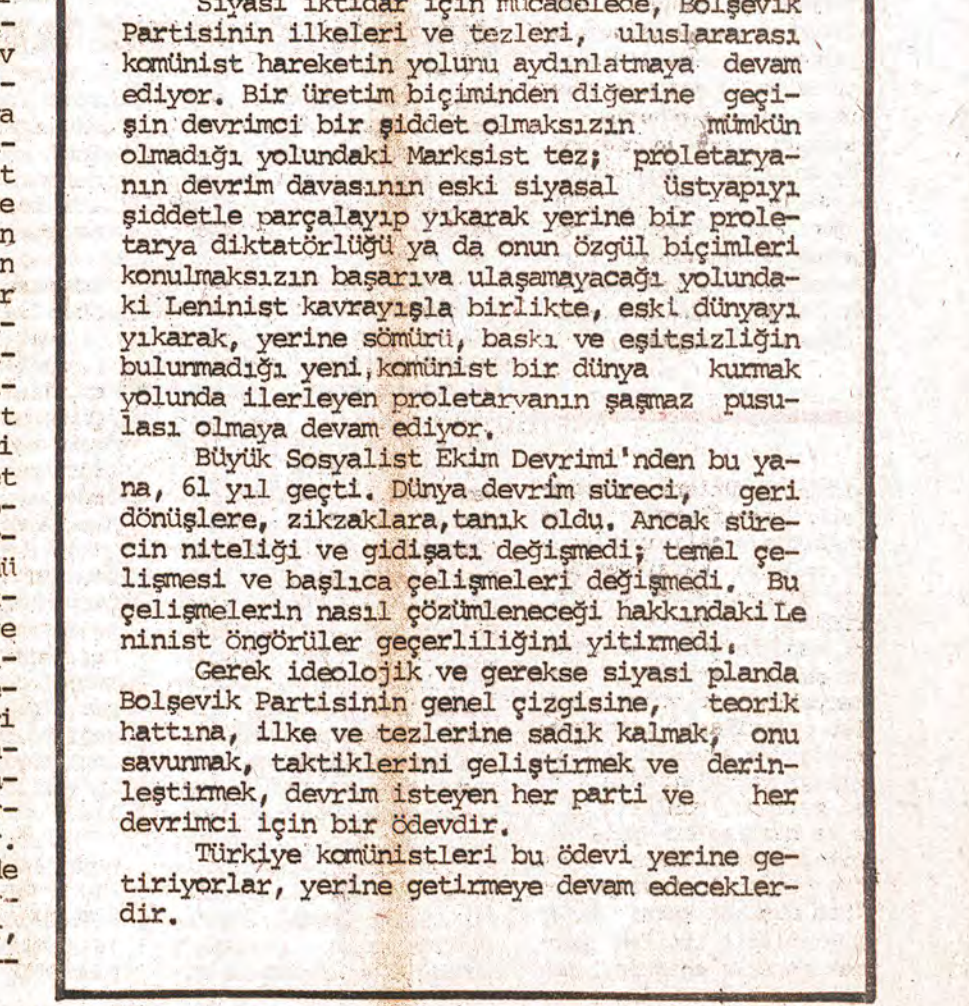 Siyasi iktidar için mücadelede, Bolşevik
Partisinin ilkeleri ve tezleri, uluslararası
komünist hareketin yolunu aydınlatmaya devam
ediyor. Bir üretim biçiminden diğerine geçi-
şin devrimci bir şiddet olmaksızın mümkün
olmadığı yolundaki Marksist tez; proletarya-
nın devrim davasının eski siyasal üstyapıyı
şiddetle parçalayıp yıkarak yerine bir prole-
tarya diktatörlüğü ya da onun özgül biçimleri
konulmaksızın başarıva ulaşamayacağı yolunda-
ki Leninist kavrayışla birlikte, eski dünyayı
yıkarak, yerine sömürü, baskı ve eşitsizliğin
bulunmadığı yeni,komünist bir dünya kurmak
yolunda ilerleyen proletarvanın şaşmaz pusu-
lası olmaya devam ediyor.
Büyük Sosyalist Ekim Devrimi'nden bu ya-
na, 61 yıl geçti. Dünya devrim süreci, geri
dönüşlere, zikzaklara,tanık oldu. Ancak süre-
cin niteliği ve gidişatı değişmedi; temel çe-
lişmesi ve başlıca çelişmeleri değişmedi. Bu
çelişmelerin nasıl çözümleneceği hakkındaki Le
ninist öngörüler geçerliliğini yitirmedi.
Gerek ideolojik ve gerekse siyasi planda
Bolşevik Partisinin genel çizgisine, teorik
hattına, ilke ve tezlerine sadık kalmak, onu
savunmak, taktiklerini geliştirmek ve derin-
leştirmek, devrim isteyen her parti ve her
devrimci için bir ödevdir.
Türkiye komünistleri bu ödevi yerine ge-
tiriyorlar, yerine getirmeye devam edecekler-
dir.